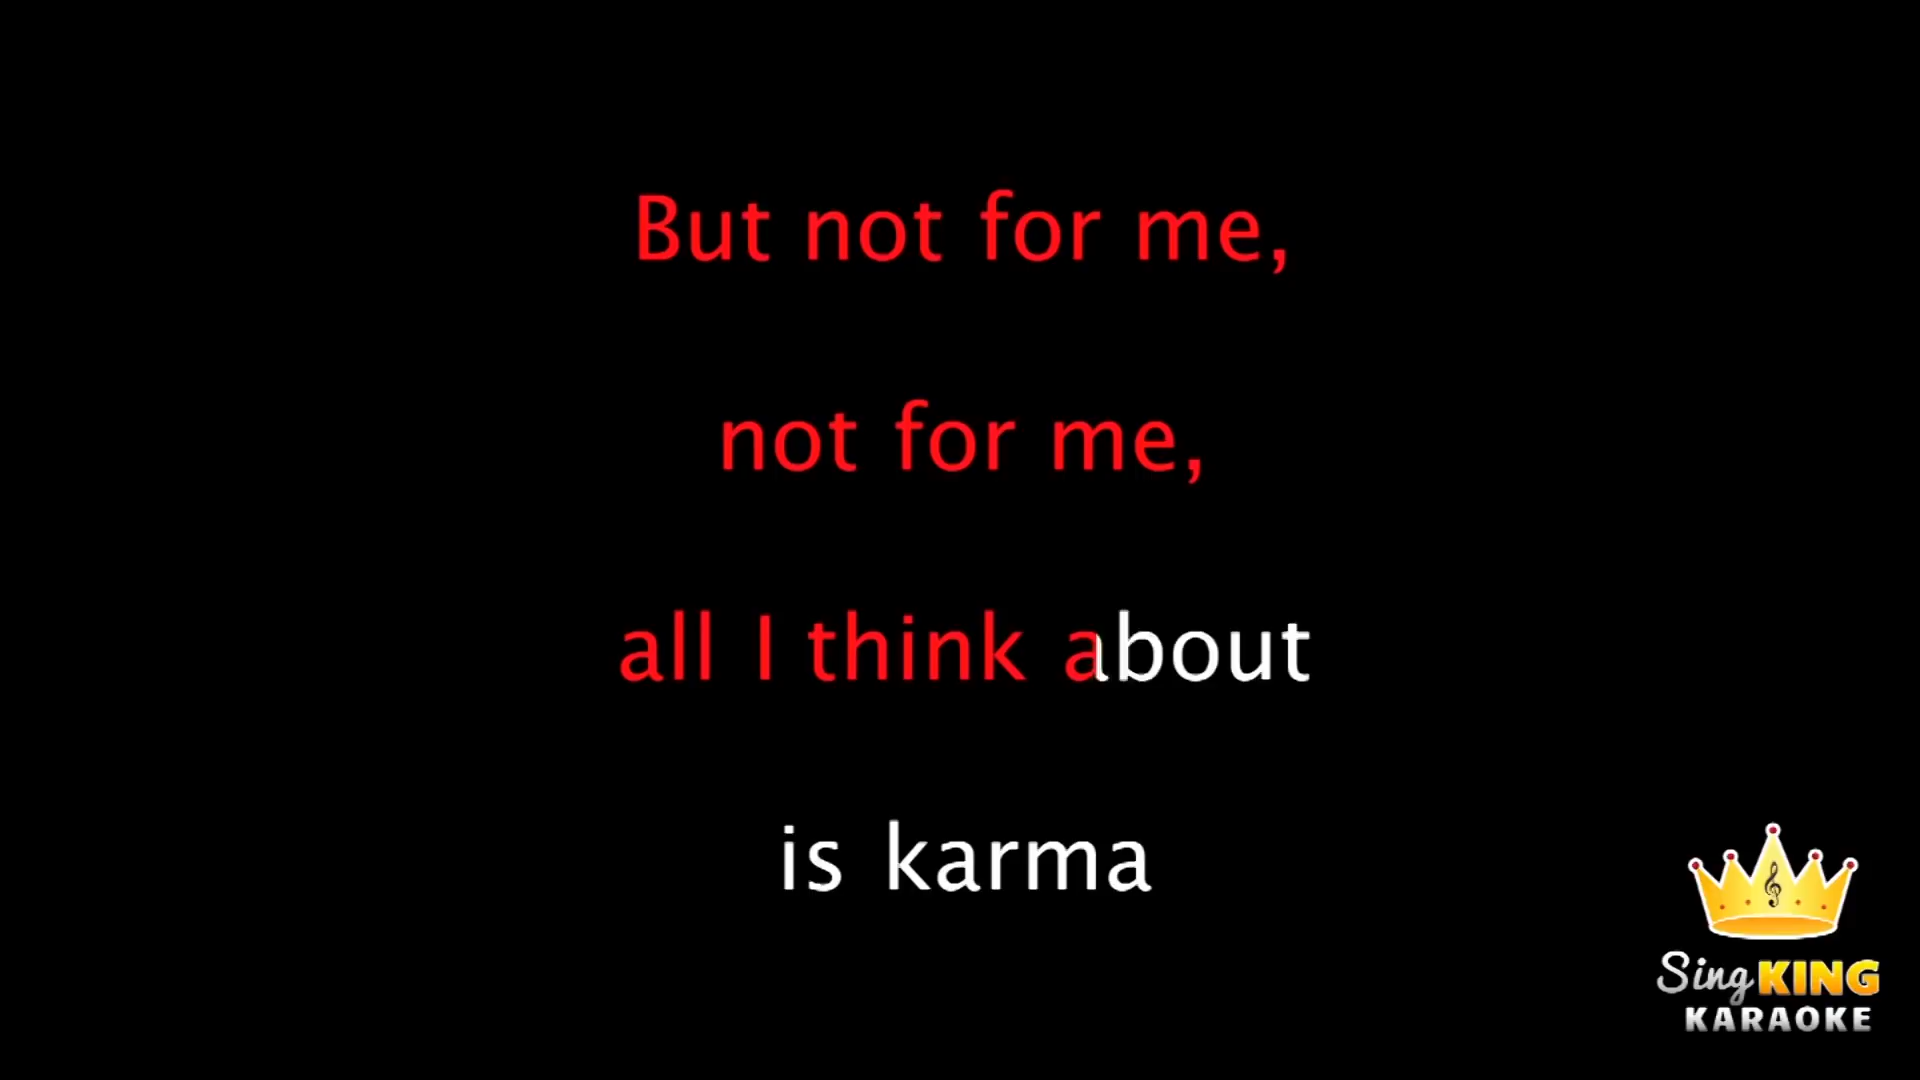 But not for me,
not for me,
all I think about
is karma
Sing KING
KARAOKE